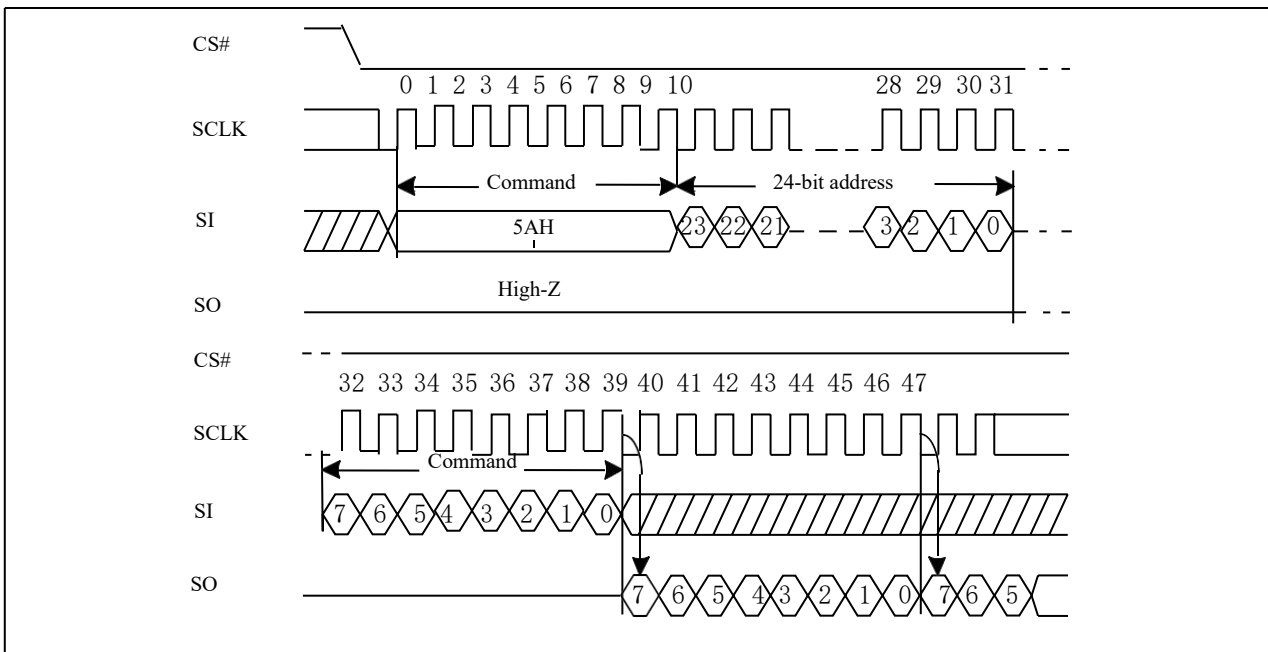 CS#
0 1 2 3 4 5 6 7 8 9 10 28 29 30 31
SCLK
Command 24-bit address
SI
5AH
23 22 21 3 2 1 0
High-Z
SO
CS#
32 33 34 35 36 37 38 39 40 41 42 43 44 45 46 47
SCLK
Command
SI
7 6 5 4 3 2 1 0
SO
7 6 5 4 3 2 1 0 7 6 5